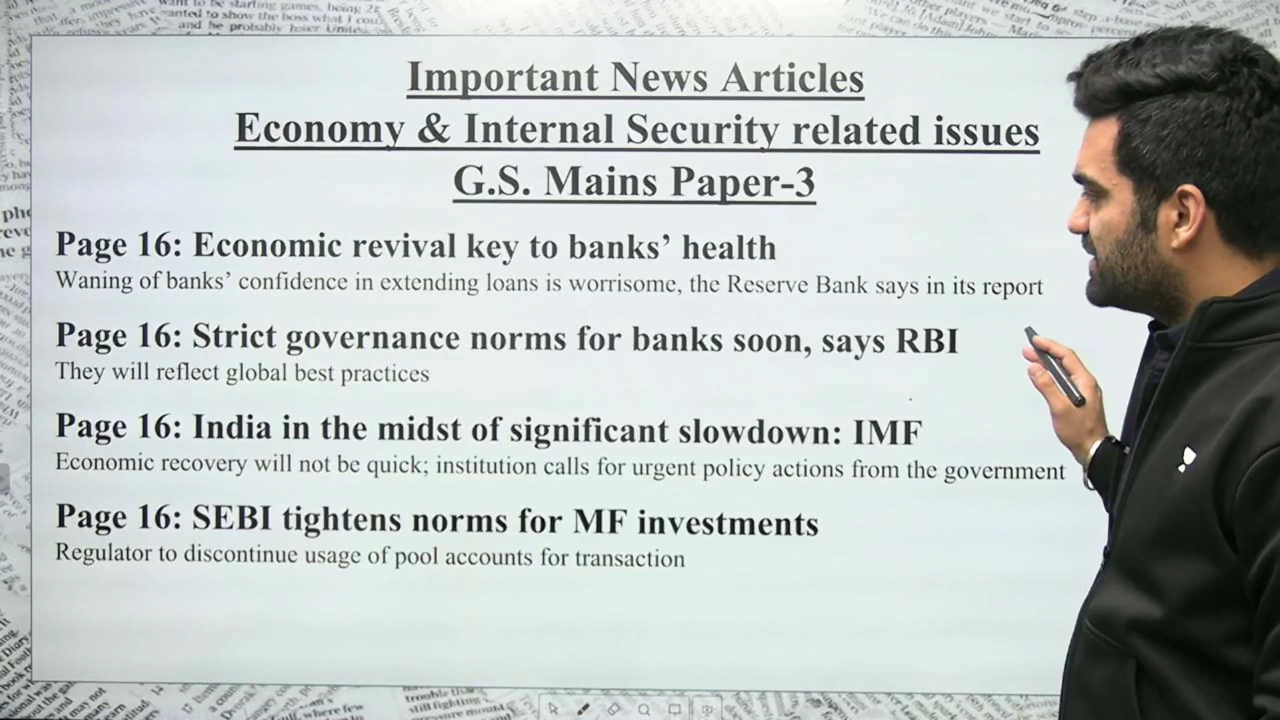 Important News Articles
Economy & Internal Security related issues
G.S. Mains Paper-3
Page 16: Economic revival key to banks' health
Waning of banks' confidence in extending loans is worrisome, the Reserve Bank says in its report
Page 16: Strict governance norms for banks soon, says RBI
They will reflect global best practices
Page 16: India in the midst of significant slowdown: IMF
Economic recovery will not be quick; institution calls for urgent policy actions from the government
Page 16: SEBI tightens norms for MF investments
Regulator to discontinue usage of pool accounts for transaction